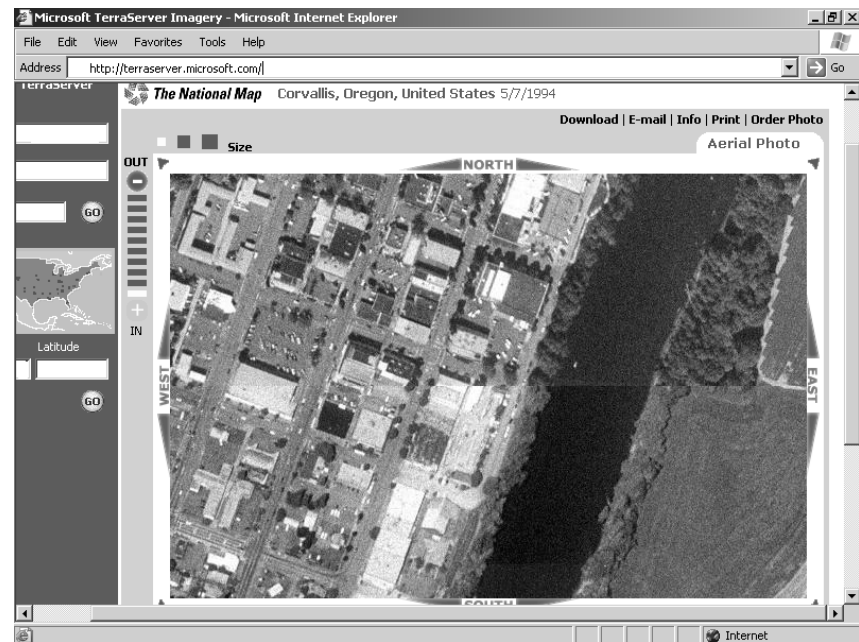 Microsoft TerraServer Imagery - Microsoft Internet Explorer
File Edit View Favorites Tools Help
Address http://terraserver.microsoft.com/ Go
TerraServer
The National Map Corvallis, Oregon, United States 5/7/1994
Download | E-mail | Info | Print | Order Photo
Size
Aerial Photo
OUT
NORTH
GO
IN
Latitude
WEST
EAST
GO
SOUTH
Internet